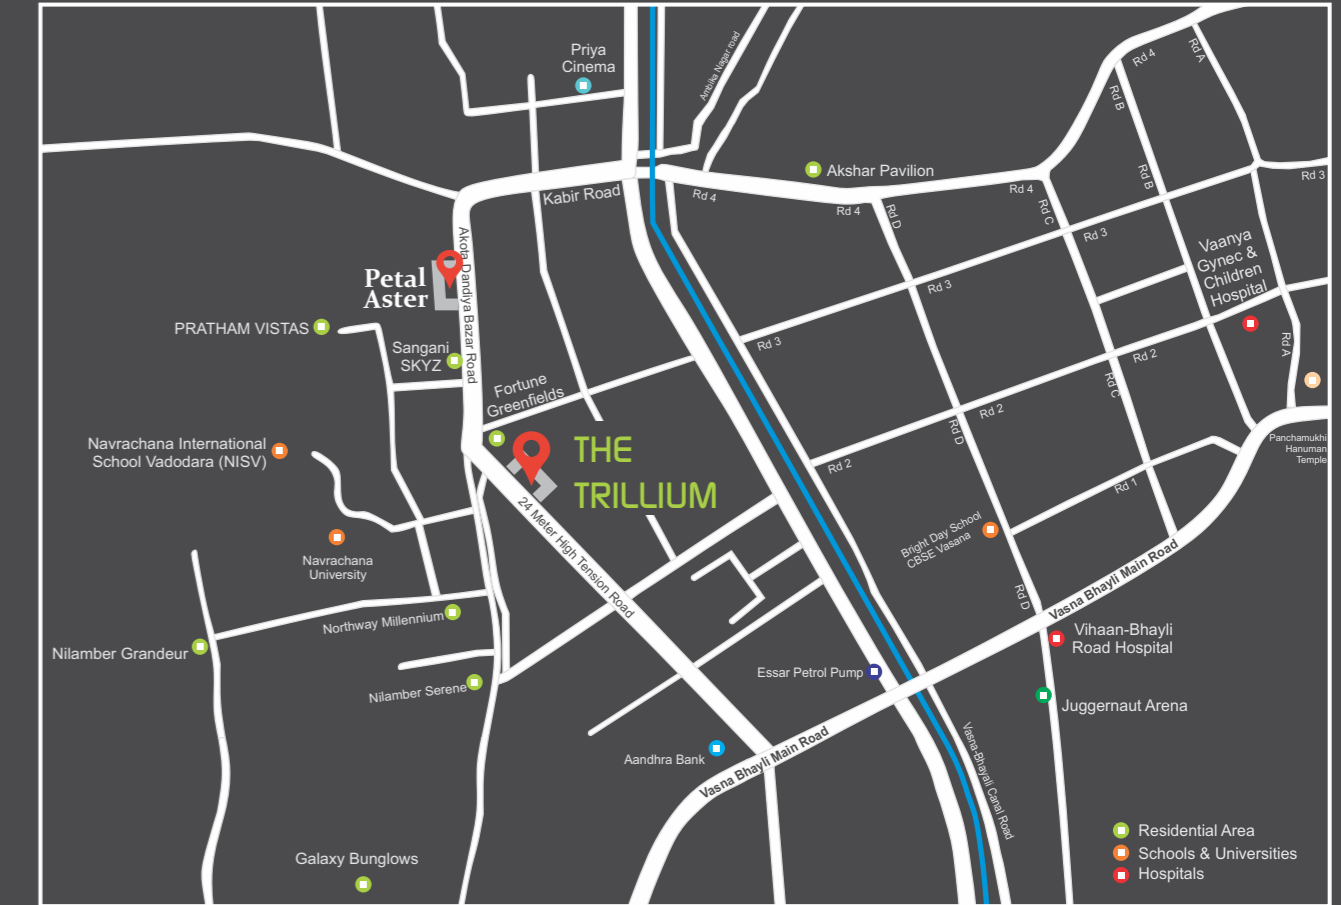 Priya
Cinema
Ambika Nagar road
Rd 4
Rd A
Rd B
Akshar Pavilion
Rd B
Rd 3
Kabir Road
Rd 4
Rd 4
Rd 4
Rd D
Rd C
Rd 3
Vaanya
Gynec &
Children
Hospital
Akota Dandiya Bazar Road
Petal
Aster
Rd 3
PRATHAM VISTAS
Rd 3
Rd A
Sangani
SKYZ
Rd 2
Rd C
Fortune
Greenfields
Rd 2
Rd D
Navrachana International
School Vadodara (NISV)
THE
TRILLIUM
Rd 2
Panchamukhi
Hanuman
Temple
Rd 1
24 Meter High Tension Road
Bright Day School
CBSE Vasana
Navrachana
University
Vasna Bhayli Main Road
Rd D
Northway Millennium
Vihaan-Bhayli
Road Hospital
Nilamber Grandeur
Essar Petrol Pump
Nilamber Serene
Juggernaut Arena
Aandhra Bank
Vasna Bhayli Main Road
Vasna-Bhayali Canal Road
Galaxy Bunglows
Residential Area
Schools & Universities
Hospitals